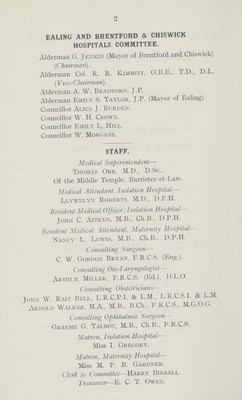 2
EALING AND BRENTFORD & CHISWICK
HOSPITALS COMMITTEE.
Alderman G. Jenkin (Mayor of Brentford and Chiswick)
(Chairman).
Alderman Col. R. R. Kimmitt, O.B.E., T.D., D.L.
(Vice-Chairman).
Alderman A. W. Bradford, J.P.
Alderman Emily S. Taylor, J.P. (Mayor of Ealing)
Councillor Alice J. Burden.
Councillor W. H. Crowe.
Councillor Emily L. Hill.
Councillor W. Morgans.
STAFF.
Medical Superintendent—
Thomas Orr, M.D., D.Sc.,
Of the Middle Temple, Barrister-at-Law.
Medical Attendant, Isolation Hospital—
Llywelyn Roberts, M.D., D.P.H.
Resident Medical Officer, Isolation Hospital—
John C. Aitken, M.B., Ch.B., D.P.H.
Resident Medical Attendant, Maternity Hospital—
Nancy L. Lewis, M.B., Ch.B., D.P.H.
Consulting Surgeon—
C. W. Gordon Bryan, F.R.C.S. (Eng.).
Consulting Oto-Laryngologist—
Arthur Miller, F.R.C.S. (Ed.), D.L.O.
Consulting Obstetricians—
John W. Rait Bell, L.R.C.P.I. & L.M., L.R.C.S.I. & L.M.
Arnold Walker, M.A., M.B., B.Ch., F.R.C.S., M.C.O.G.
Consulting Ophthalmic Surgeon—
Graeme G. Talbot, M.B., Ch.B., F.R.C.S.
Matron, Isolation Hospital—
Miss I. Gregory.
Matron, Maternity Hospital—
Miss M. P. B. Gardner.
Clerk to Committee—Harry Birrell.
Treasurer—E. C. T. Owen.